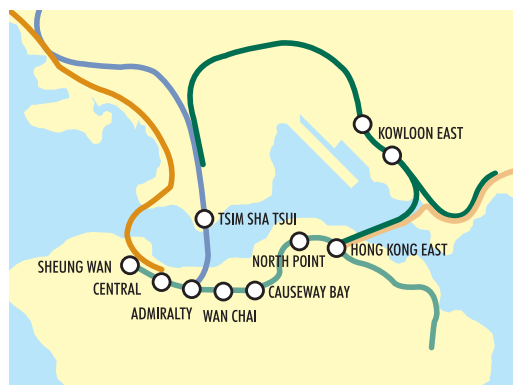 KOWLOON EAST
TSIM SHA TSUI
NORTH POINT
HONG KONG EAST
SHEUNG WAN
CENTRAL
CAUSEWAY BAY
ADMIRALTY
WAN CHAI